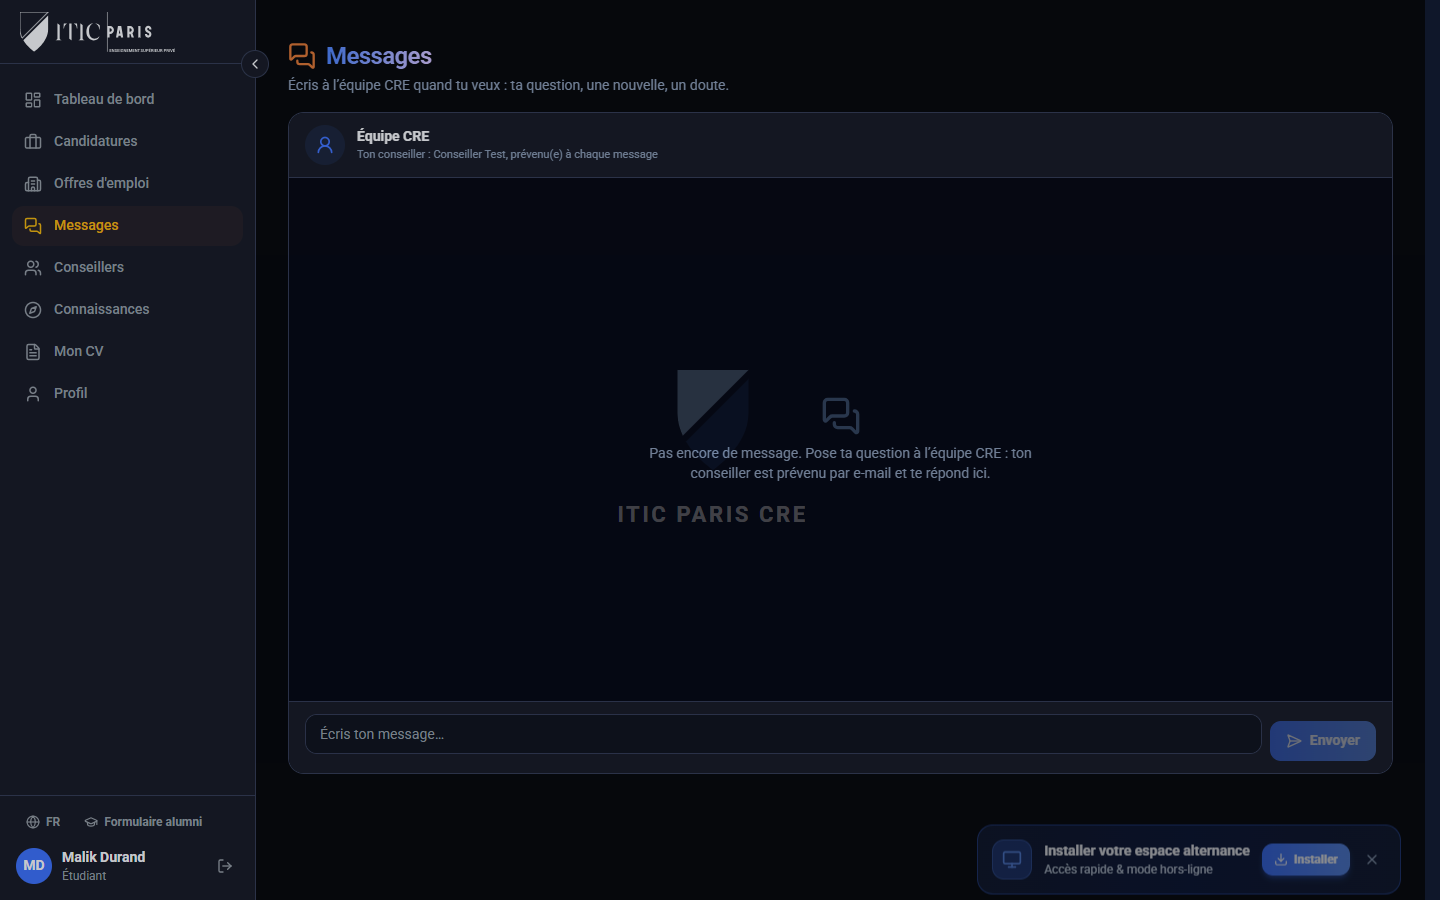 ITIC PARIS
ENSEIGNEMENT SUPÉRIEUR PRIVÉ
Tableau de bord
Candidatures
Offres d'emploi
Messages
Conseillers
Connaissances
Mon CV
Profil
FR
Formulaire alumni
MD
Malik Durand
Étudiant
Messages
Écris à l'équipe CRE quand tu veux : ta question, une nouvelle, un doute.
Équipe CRE
Ton conseiller : Conseiller Test, prévenu(e) à chaque message
Pas encore de message. Pose ta question à l'équipe CRE : ton
conseiller est prévenu par e-mail et te répond ici.
ITIC PARIS CRE
Écris ton message…
Envoyer
Installer votre espace alternance
Accès rapide & mode hors-ligne
Installer